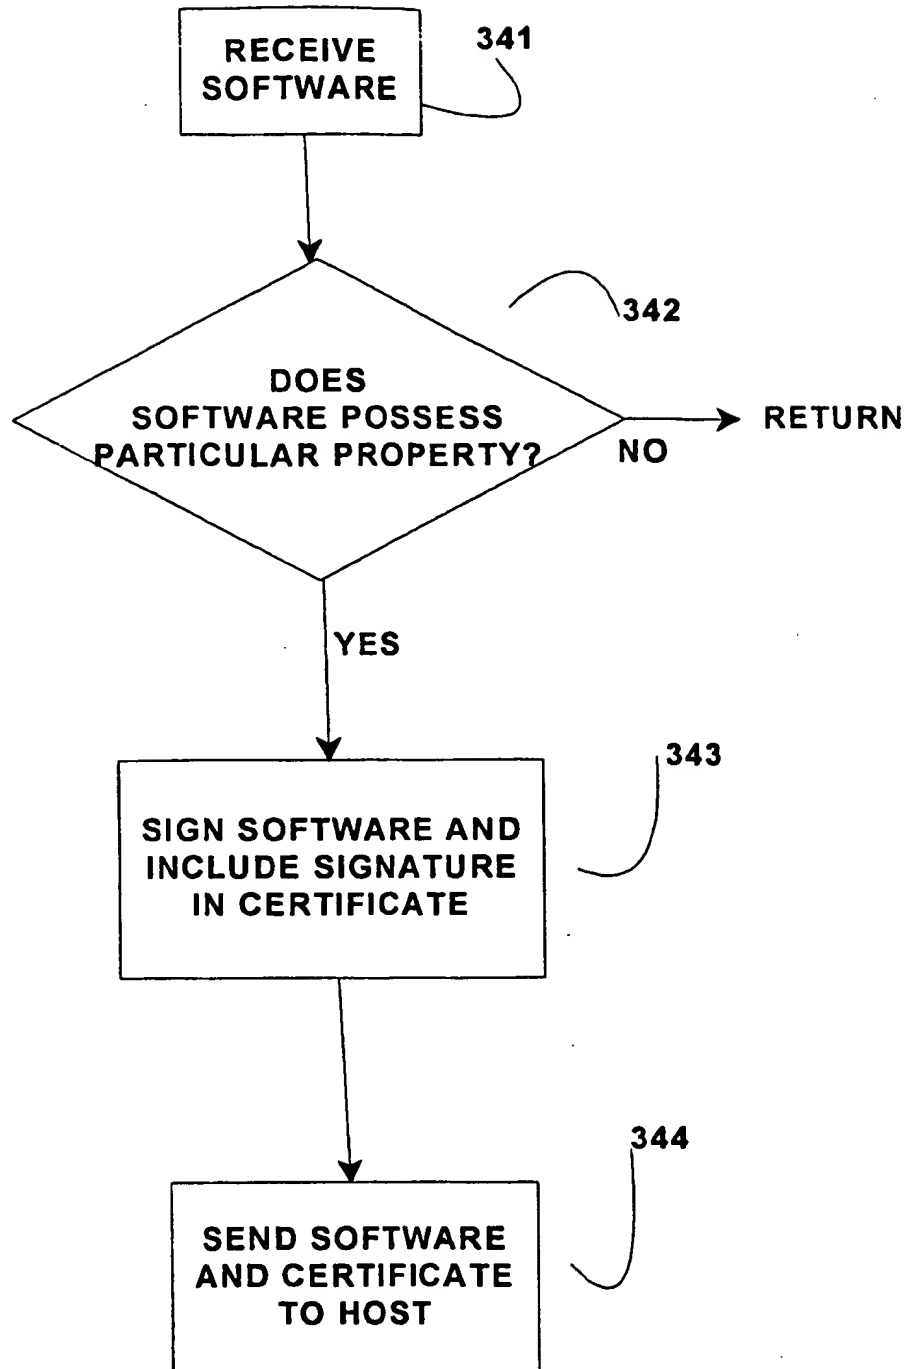 RECEIVE
SOFTWARE
341
342
DOES
SOFTWARE POSSESS
PARTICULAR PROPERTY?
NO
RETURN
YES
343
SIGN SOFTWARE AND
INCLUDE SIGNATURE
IN CERTIFICATE
344
SEND SOFTWARE
AND CERTIFICATE
TO HOST